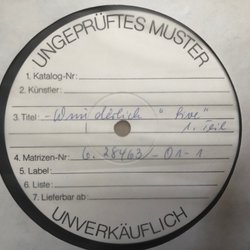 UNGEPRÜFTES MUSTER
1. Katalog-Nr:
2. Künstler:
3. Titel: - "live"
1. Teil
4. Matrizen-Nr: 6.28463/-01-1
5. Label:
6. Liste:
7. Lieferbar ab:
UNVERKÄUFLICH